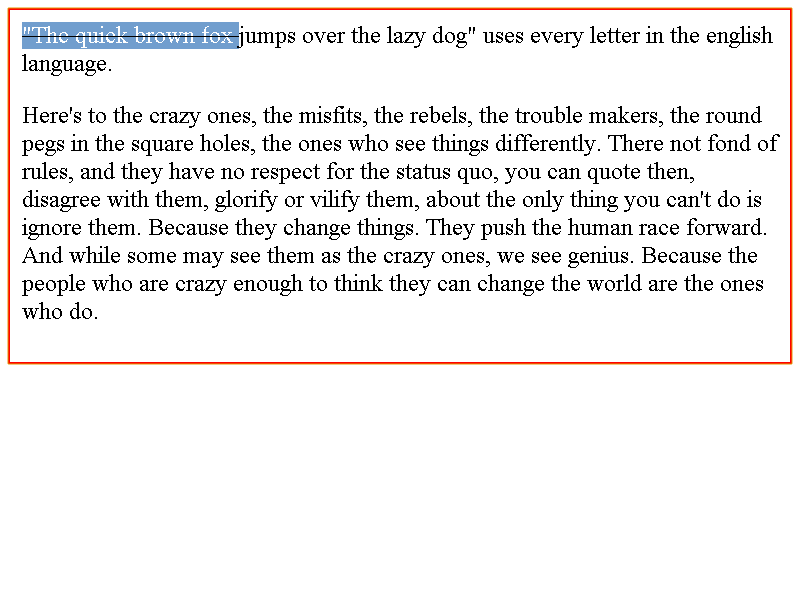 "The quick brown fox jumps over the lazy dog" uses every letter in the english
language.
Here's to the crazy ones, the misfits, the rebels, the trouble makers, the round
pegs in the square holes, the ones who see things differently. There not fond of
rules, and they have no respect for the status quo, you can quote then,
disagree with them, glorify or vilify them, about the only thing you can't do is
ignore them. Because they change things. They push the human race forward.
And while some may see them as the crazy ones, we see genius. Because the
people who are crazy enough to think they can change the world are the ones
who do.